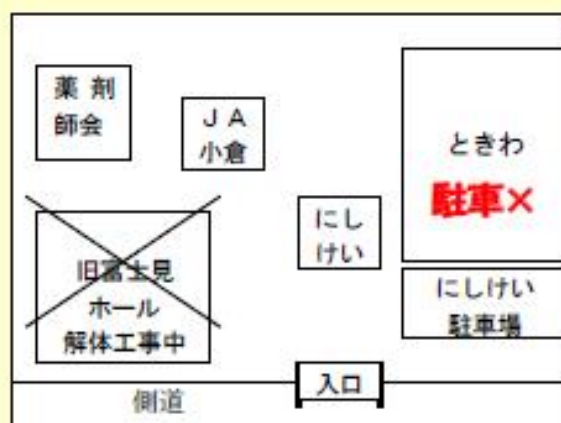 薬 剤
師会
ＪＡ
小倉
ときわ
駐車×
にし
けい
にしけい
駐車場
旧富士見
ホール
解体工事中
入口
側道